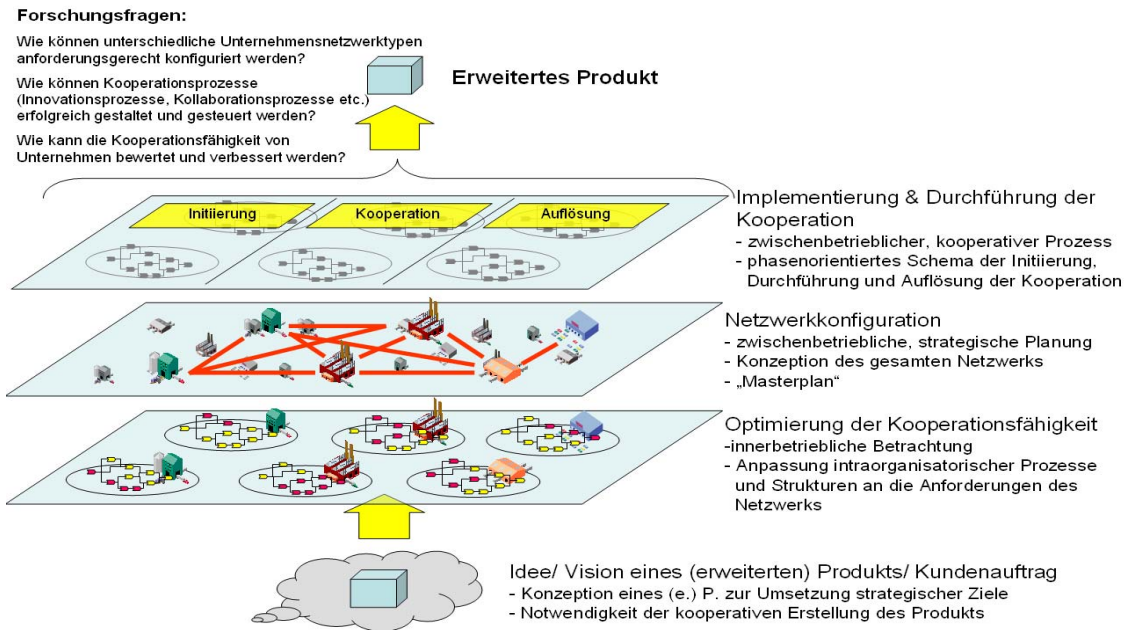 Forschungsfragen:
Wie können unterschiedliche Unternehmensnetzwerktypen
anforderungsgerecht konfiguriert werden?
Wie können Kooperationsprozesse
(Innovationsprozesse, Kollaborationsprozesse etc.)
erfolgreich gestaltet und gesteuert werden?
Wie kann die Kooperationsfähigkeit von
Unternehmen bewertet und verbessert werden?
Erweitertes Produkt
Initiierung
Kooperation
Auflösung
Implementierung & Durchführung der
Kooperation
- zwischenbetrieblicher, kooperativer Prozess
- phasenorientiertes Schema der Initiierung,
Durchführung und Auflösung der Kooperation
Netzwerkkonfiguration
- zwischenbetriebliche, strategische Planung
- Konzeption des gesamten Netzwerks
- „Masterplan“
Optimierung der Kooperationsfähigkeit
-innerbetriebliche Betrachtung
- Anpassung intraorganisatorischer Prozesse
und Strukturen an die Anforderungen des
Netzwerks
Idee/ Vision eines (erweiterten) Produkts/ Kundenauftrag
- Konzeption eines (e.) P. zur Umsetzung strategischer Ziele
- Notwendigkeit der kooperativen Erstellung des Produkts